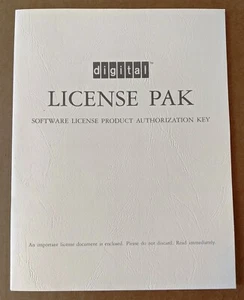 digital™
LICENSE PAK
SOFTWARE LICENSE PRODUCT AUTHORIZATION KEY
An important license document is enclosed. Please do not discard. Read immediately.